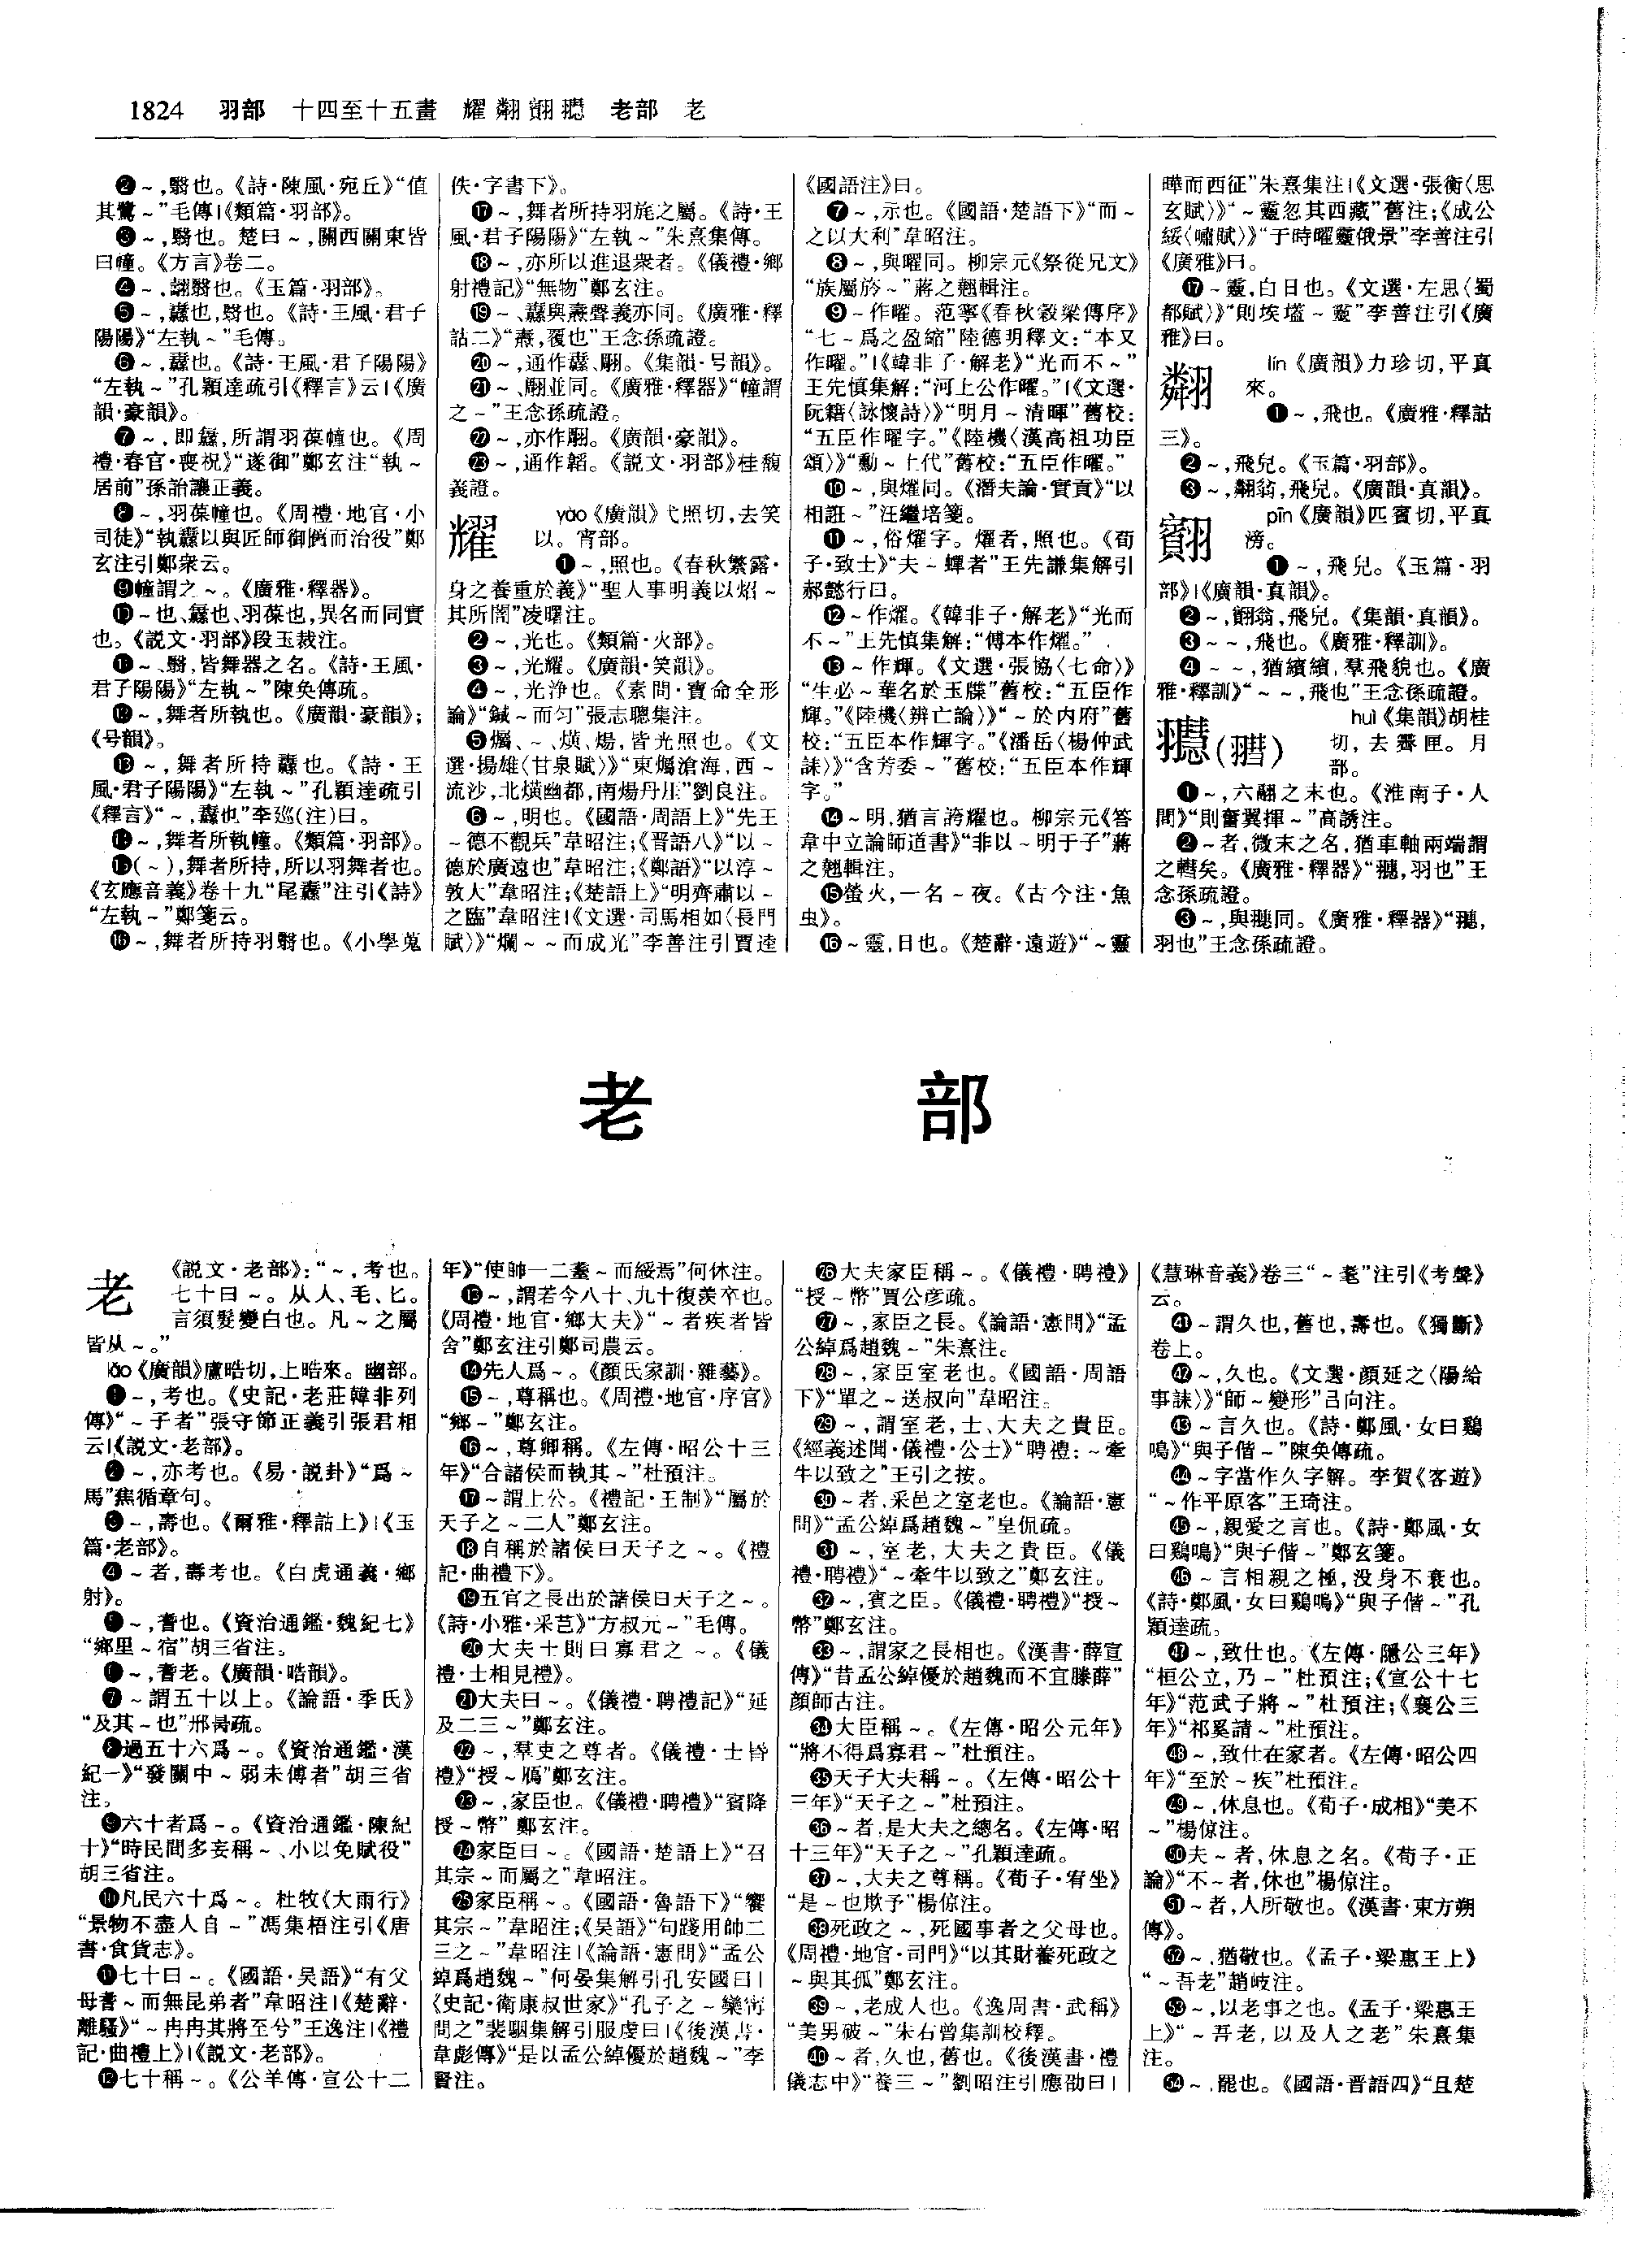 1824 羽部 十四至十五畫 耀 翷 翸 老部 老
❷～,翳也。《詩·陳風·宛丘》“值
其鷺～”毛傳|《類篇·羽部》。
❸～,翳也。楚曰～,關西關東皆
曰幢。《方言》卷二。
❹～,翿翳也。《玉篇·羽部》。
❺～,纛也,翳也。《詩·王風·君子
陽陽》“左執～”毛傳。
❻～,纛也。《詩·王風·君子陽陽》
“左執～”孔穎達疏引《釋言》云|《廣
韻·豪韻》。
❼～,即纛,所謂羽葆幢也。《周
禮·春官·喪祝》“遂御”鄭玄注“執～
居前”孫詒讓正義。
❽～,羽葆幢也。《周禮·地官·小
司徒》“執纛以與匠師御匶而治役”鄭
玄注引鄭衆云。
❾幢謂之～。《廣雅·釋器》。
❿～也、纛也、羽葆也,異名而同實
也。《説文·羽部》段玉裁注。
⓫～、翳,皆舞器之名。《詩·王風·
君子陽陽》“左執～”陳奂傳疏。
⓬～,舞者所執也。《廣韻·豪韻》;
《号韻》。
⓭～,舞者所持纛也。《詩·王
風·君子陽陽》“左執～”孔穎達疏引
《釋言》“～,纛也”李巡(注)曰。
⓮～,舞者所執幢。《類篇·羽部》。
⓯(～),舞者所持,所以羽舞者也。
《玄應音義》卷十九“尾纛”注引《詩》
“左執～”鄭箋云。
⓰～,舞者所持羽翳也。《小學蒐
佚·字書下》。
⓱～,舞者所持羽旄之屬。《詩·王
風·君子陽陽》“左執～”朱熹集傳。
⓲～,亦所以進退衆者。《儀禮·鄉
射禮記》“無物”鄭玄注。
⓳～、纛與燾聲義亦同。《廣雅·釋
詁二》“燾,覆也”王念孫疏證。
⓴～,通作纛、翢。《集韻·号韻》。
㉑～、翢並同。《廣雅·釋器》“幢謂
之～”王念孫疏證。
㉒～,亦作翢。《廣韻·豪韻》。
㉓～,通作韜。《説文·羽部》桂馥
義證。
耀 yào《廣韻》弋照切,去笑
以。宵部。
❶～,照也。《春秋繁露·
身之養重於義》“聖人事明義以炤～
其所闇”凌曙注。
❷～,光也。《類篇·火部》。
❸～,光耀。《廣韻·笑韻》。
❹～,光浄也。《素問·寶命全形
論》“鍼～而匀”張志聰集注。
❺爥、～、熿、煬,皆光照也。《文
選·揚雄〈甘泉賦〉》“東爥滄海,西～
流沙,北熿幽都,南煬丹厓”劉良注。
❻～,明也。《國語·周語上》“先王
～德不觀兵”韋昭注;《晉語八》“以～
德於廣遠也”韋昭注;《鄭語》“以淳～
敦大”韋昭注;《楚語上》“明齊肅以～
之臨”韋昭注|《文選·司馬相如〈長門
賦〉》“爛～～而成光”李善注引賈逵
《國語注》曰。
❼～,示也。《國語·楚語下》“而～
之以大利”韋昭注。
❽～,與曜同。柳宗元《祭從兄文》
“族屬於～”蔣之翹輯注。
❾～作曜。范寧《春秋穀梁傳序》
“七～爲之盈縮”陸德明釋文:“本又
作曜。”|《韓非子·解老》“光而不～”
王先慎集解:“河上公作曜。”|《文選·
阮籍〈詠懷詩〉》“明月～清暉”舊校:
“五臣作曜字。”《陸機〈漢高祖功臣
頌〉》“動～上代”舊校:“五臣作曜。”
❿～,與燿同。《潛夫論·實貢》“以
相誑～”汪繼培箋。
⓫～,俗燿字。燿者,照也。《荀
子·致士》“夫～蟬者”王先謙集解引
郝懿行曰。
⓬～作燿。《韓非子·解老》“光而
不～”王先慎集解:“傅本作燿。”
⓭～作輝。《文選·張協〈七命〉》
“生必～華名於玉牒”舊校:“五臣作
輝。”《陸機〈辨亡論〉》“～於内府”舊
校:“五臣本作輝字。”《潘岳〈楊仲武
誄〉》“含芳委～”舊校:“五臣本作輝
字。”
⓮～明,猶言誇耀也。柳宗元《答
韋中立論師道書》“非以～明于子”蔣
之翹輯注。
⓯螢火,一名～夜。《古今注·魚
虫》。
⓰～靈,日也。《楚辭·遠遊》“～靈
曄而西征”朱熹集注|《文選·張衡〈思
玄賦〉》“～靈忽其西藏”舊注;《成公
綏〈嘯賦〉》“于時曜靈俄景”李善注引
《廣雅》曰。
⓱～靈,白日也。《文選·左思〈蜀
都賦〉》“則埃壒～靈”李善注引《廣
雅》曰。
翷 lín《廣韻》力珍切,平真
來。
❶～,飛也。《廣雅·釋詁
三》。
❷～,飛皃。《玉篇·羽部》。
❸～,翷翁,飛皃。《廣韻·真韻》。
pīn《廣韻》匹賓切,平真
滂。
❶～,飛皃。《玉篇·羽
部》|《廣韻·真韻》。
❷～,翁,飛皃。《集韻·真韻》。
❸～～,飛也。《廣雅·釋訓》。
❹～～,猶繽繽,羣飛貌也。《廣
雅·釋訓》“～～,飛也”王念孫疏證。
huì《集韻》胡桂
切,去霽匣。月
部。
❶～,六翮之末也。《淮南子·人
間》“則奮翼揮～”高誘注。
❷～者,微末之名,猶車軸兩端謂
之轊矣。《廣雅·釋器》“,羽也”王
念孫疏證。
❸～,與同。《廣雅·釋器》“,
羽也”王念孫疏證。
老 部
老 《説文·老部》:“～,考也。
七十曰～。从人、毛、匕。
言須髮變白也。凡～之屬
皆从～。”
lǎo《廣韻》盧晧切,上晧來。幽部。
❶～,考也。《史記·老莊韓非列
傳》“～子者”張守節正義引張君相
云|《説文·老部》。
❷～,亦考也。《易·説卦》“爲～
馬”焦循章句。
❸～,壽也。《爾雅·釋詁上》|《玉
篇·老部》。
❹～者,壽考也。《白虎通義·鄉
射》。
❺～,耆也。《資治通鑑·魏紀七》
“鄉里～宿”胡三省注。
❻～,耆老。《廣韻·晧韻》。
❼～謂五十以上。《論語·季氏》
“及其～也”邢昺疏。
❽過五十六爲～。《資治通鑑·漢
紀一》“發關中～弱未傅者”胡三省
注。
❾六十者爲～。《資治通鑑·陳紀
十》“時民間多妄稱～、小以免賦役”
胡三省注。
❿凡民六十爲～。杜牧《大雨行》
“景物不盡人自～”馮集梧注引《唐
書·食貨志》。
⓫七十曰～。《國語·吴語》“有父
母耆～而無昆弟者”韋昭注|《楚辭·
離騷》“～冉冉其將至兮”王逸注|《禮
記·曲禮上》|《説文·老部》。
⓬七十稱～。《公羊傳·宣公十二
年》“使帥一二耋～而綏焉”何休注。
⓭～,謂若今八十、九十復羨卒也。
《周禮·地官·鄉大夫》“～者疾者皆
舍”鄭玄注引鄭司農云。
⓮先人爲～。《顔氏家訓·雜藝》。
⓯～,尊稱也。《周禮·地官·序官》
“鄉～”鄭玄注。
⓰～,尊卿稱。《左傳·昭公十三
年》“合諸侯而執其～”杜預注。
⓱～謂上公。《禮記·王制》“屬於
天子之～二人”鄭玄注。
⓲自稱於諸侯曰天子之～。《禮
記·曲禮下》。
⓳五官之長出於諸侯曰天子之～。
《詩·小雅·采芑》“方叔元～”毛傳。
⓴大夫士則曰寡君之～。《儀
禮·士相見禮》。
㉑大夫曰～。《儀禮·聘禮記》“延
及二三～”鄭玄注。
㉒～,羣吏之尊者。《儀禮·士昏
禮》“授～鴈”鄭玄注。
㉓～,家臣也。《儀禮·聘禮》“賓降
授～幣”鄭玄注。
㉔家臣曰～。《國語·楚語上》“召
其宗～而屬之”韋昭注。
㉕家臣稱～。《國語·魯語下》“饗
其宗～”韋昭注;《吴語》“句踐用帥二
三之～”韋昭注|《論語·憲問》“孟公
綽爲趙魏～”何晏集解引孔安國曰|
《史記·衛康叔世家》“孔子之～欒甯
問之”裴駰集解引服虔曰|《後漢書·
韋彪傳》“是以孟公綽優於趙魏～”李
賢注。
㉖大夫家臣稱～。《儀禮·聘禮》
“授～幣”賈公彦疏。
㉗～,家臣之長。《論語·憲問》“孟
公綽爲趙魏～”朱熹注。
㉘～,家臣室老也。《國語·周語
下》“單之～送叔向”韋昭注。
㉙～,謂室老,士、大夫之貴臣。
《經義述聞·儀禮·公士》“聘禮:～牽
牛以致之”王引之按。
㉚～者,采邑之室老也。《論語·憲
問》“孟公綽爲趙魏～”皇侃疏。
㉛～,室老,大夫之貴臣。《儀
禮·聘禮》“～牽牛以致之”鄭玄注。
㉜～,賓之臣。《儀禮·聘禮》“授～
幣”鄭玄注。
㉝～,謂家之長相也。《漢書·薛宣
傳》“昔孟公綽優於趙魏而不宜滕薛”
顔師古注。
㉞大臣稱～。《左傳·昭公元年》
“將不得爲寡君～”杜預注。
㉟天子大夫稱～。《左傳·昭公十
三年》“天子之～”杜預注。
㊱～者,是大夫之總名。《左傳·昭
十三年》“天子之～”孔穎達疏。
㊲～,大夫之尊稱。《荀子·宥坐》
“是～也欺予”楊倞注。
㊳死政之～,死國事者之父母也。
《周禮·地官·司門》“以其財養死政之
～與其孤”鄭玄注。
㊴～,老成人也。《逸周書·武稱》
“美男破～”朱右曾集訓校釋。
㊵～者,久也,舊也。《後漢書·禮
儀志中》“養三～”劉昭注引應劭曰|
《慧琳音義》卷三“～耄”注引《考聲》
云。
㊶～謂久也,舊也,壽也。《獨斷》
卷上。
㊷～,久也。《文選·顔延之〈陽給
事誄〉》“師～變形”吕向注。
㊸～言久也。《詩·鄭風·女曰鷄
鳴》“與子偕～”陳奂傳疏。
㊹～字當作久字解。李賀《客遊》
“～作平原客”王琦注。
㊺～,親愛之言也。《詩·鄭風·女
曰鷄鳴》“與子偕～”鄭玄箋。
㊻～言相親之極,没身不衰也。
《詩·鄭風·女曰鷄鳴》“與子偕～”孔
穎達疏。
㊼～,致仕也。《左傳·隱公三年》
“桓公立,乃～”杜預注;《宣公十七
年》“范武子將～”杜預注;《襄公三
年》“祁奚請～”杜預注。
㊽～,致仕在家者。《左傳·昭公四
年》“至於～疾”杜預注。
㊾～,休息也。《荀子·成相》“美不
～”楊倞注。
㊿夫～者,休息之名。《荀子·正
論》“不～者,休也”楊倞注。
51～者,人所敬也。《漢書·東方朔
傳》。
52～,猶敬也。《孟子·梁惠王上》
“～吾老”趙岐注。
53～,以老事之也。《孟子·梁惠王
上》“～吾老,以及人之老”朱熹集
注。
54～,罷也。《國語·晉語四》“且楚